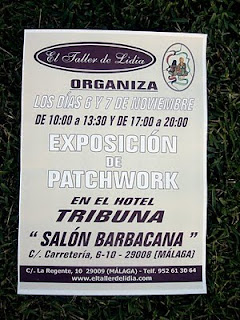 El Taller de Lidia
ORGANIZA
LOS DÍAS 6 Y 7 DE NOVIEMBRE
DE 10:00 a 13:30 Y DE 17:00 a 20:00
EXPOSICIÓN
DE
PATCHWORK
EN EL HOTEL
TRIBUNA
“ SALÓN BARBACANA ”
C/. Carretería, 6-10 - 29008 (MÁLAGA)
C/. La Regente, 10 29009 (MÁLAGA) - Telf. 952 61 30 64
www.eltallerdelidia.com